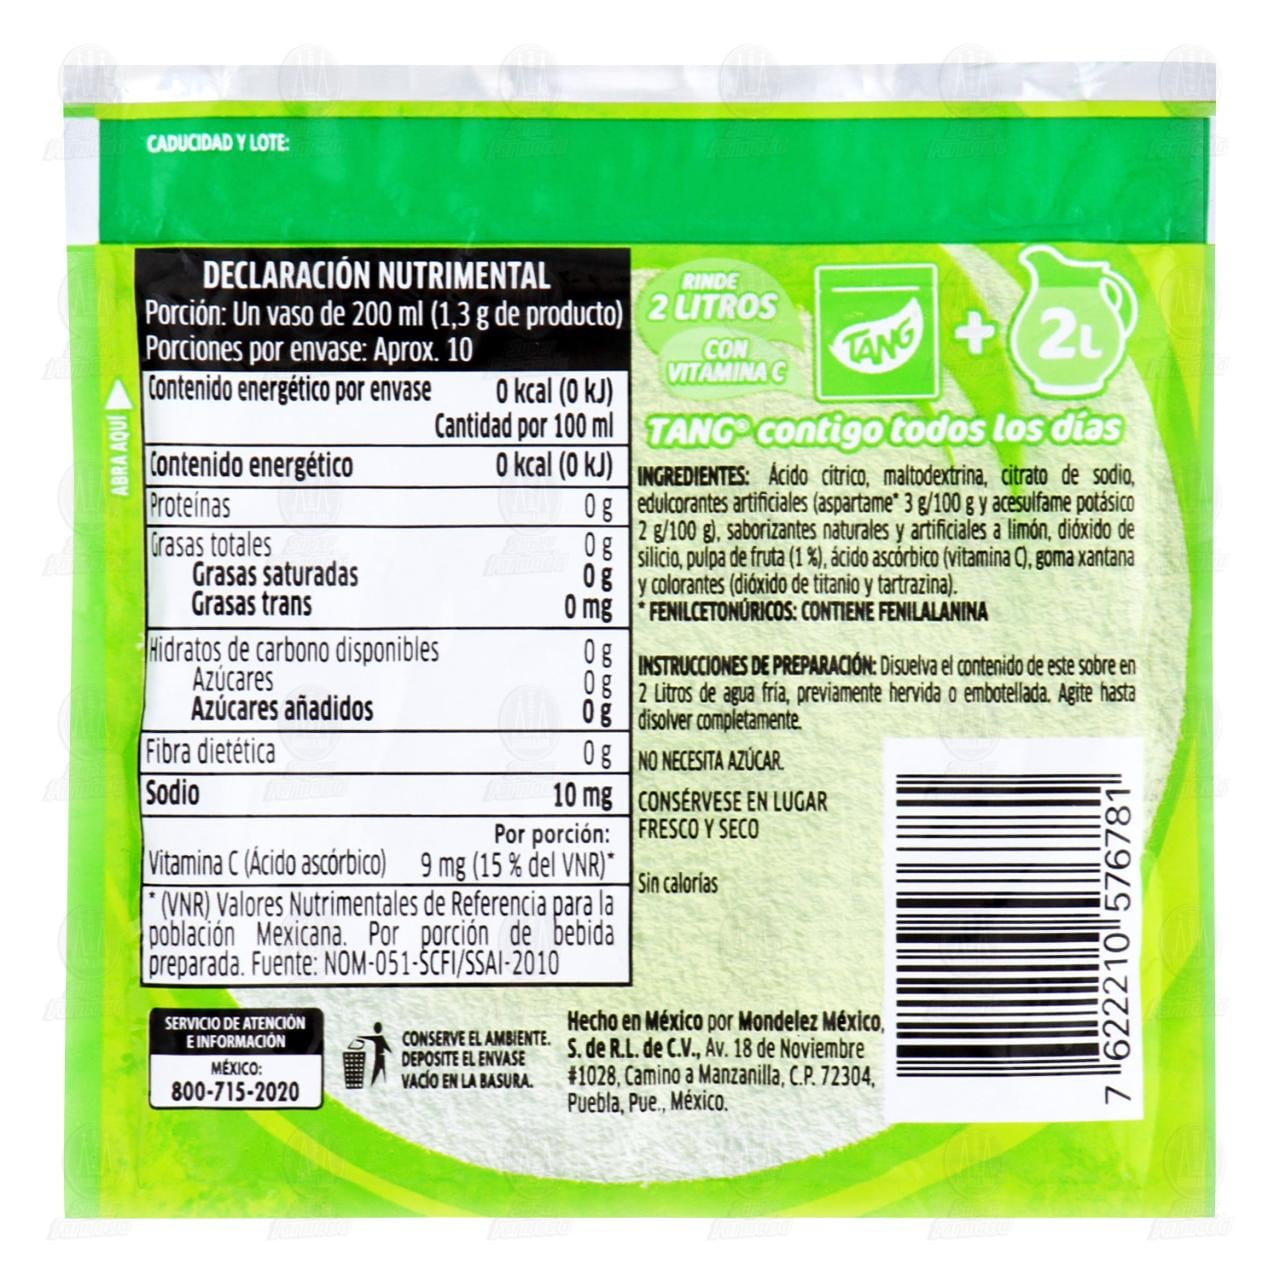 CADUCIDAD Y LOTE:
ABRA AQUÍ
DECLARACIÓN NUTRIMENTAL
Porción: Un vaso de 200 ml (1,3 g de producto)
Porciones por envase: Aprox. 10
Contenido energético por envase 0 kcal (0 kJ)
Cantidad por 100 ml
Contenido energético 0 kcal (0 kJ)
Proteínas 0 g
Grasas totales 0 g
Grasas saturadas 0 g
Grasas trans 0 mg
Hidratos de carbono disponibles 0 g
Azúcares 0 g
Azúcares añadidos 0 g
Fibra dietética 0 g
Sodio 10 mg
Por porción:
Vitamina C (Ácido ascórbico) 9 mg (15 % del VNR)*
* (VNR) Valores Nutrimentales de Referencia para la
población Mexicana. Por porción de bebida
preparada. Fuente: NOM-051-SCFI/SSAI-2010
RINDE
2 LITROS
CON
VITAMINA C
TANG
+
2L
TANG® contigo todos los días
INGREDIENTES: Ácido cítrico, maltodextrina, citrato de sodio,
edulcorantes artificiales (aspartame* 3 g/100 g y acesulfame potásico
2 g/100 g), saborizantes naturales y artificiales a limón, dióxido de
silicio, pulpa de fruta (1 %), ácido ascórbico (vitamina C), goma xantana
y colorantes (dióxido de titanio y tartrazina).
* FENILCETONÚRICOS: CONTIENE FENILALANINA
INSTRUCCIONES DE PREPARACIÓN: Disuelva el contenido de este sobre en
2 Litros de agua fría, previamente hervida o embotellada. Agite hasta
disolver completamente.
NO NECESITA AZÚCAR.
CONSÉRVESE EN LUGAR
FRESCO Y SECO
Sin calorías
7 622210 576781
SERVICIO DE ATENCIÓN
E INFORMACIÓN
MÉXICO:
800-715-2020
CONSERVE EL AMBIENTE.
DEPOSITE EL ENVASE
VACÍO EN LA BASURA.
Hecho en México por Mondelez México,
S. de R.L. de C.V., Av. 18 de Noviembre
#1028, Camino a Manzanilla, C.P. 72304,
Puebla, Pue., México.